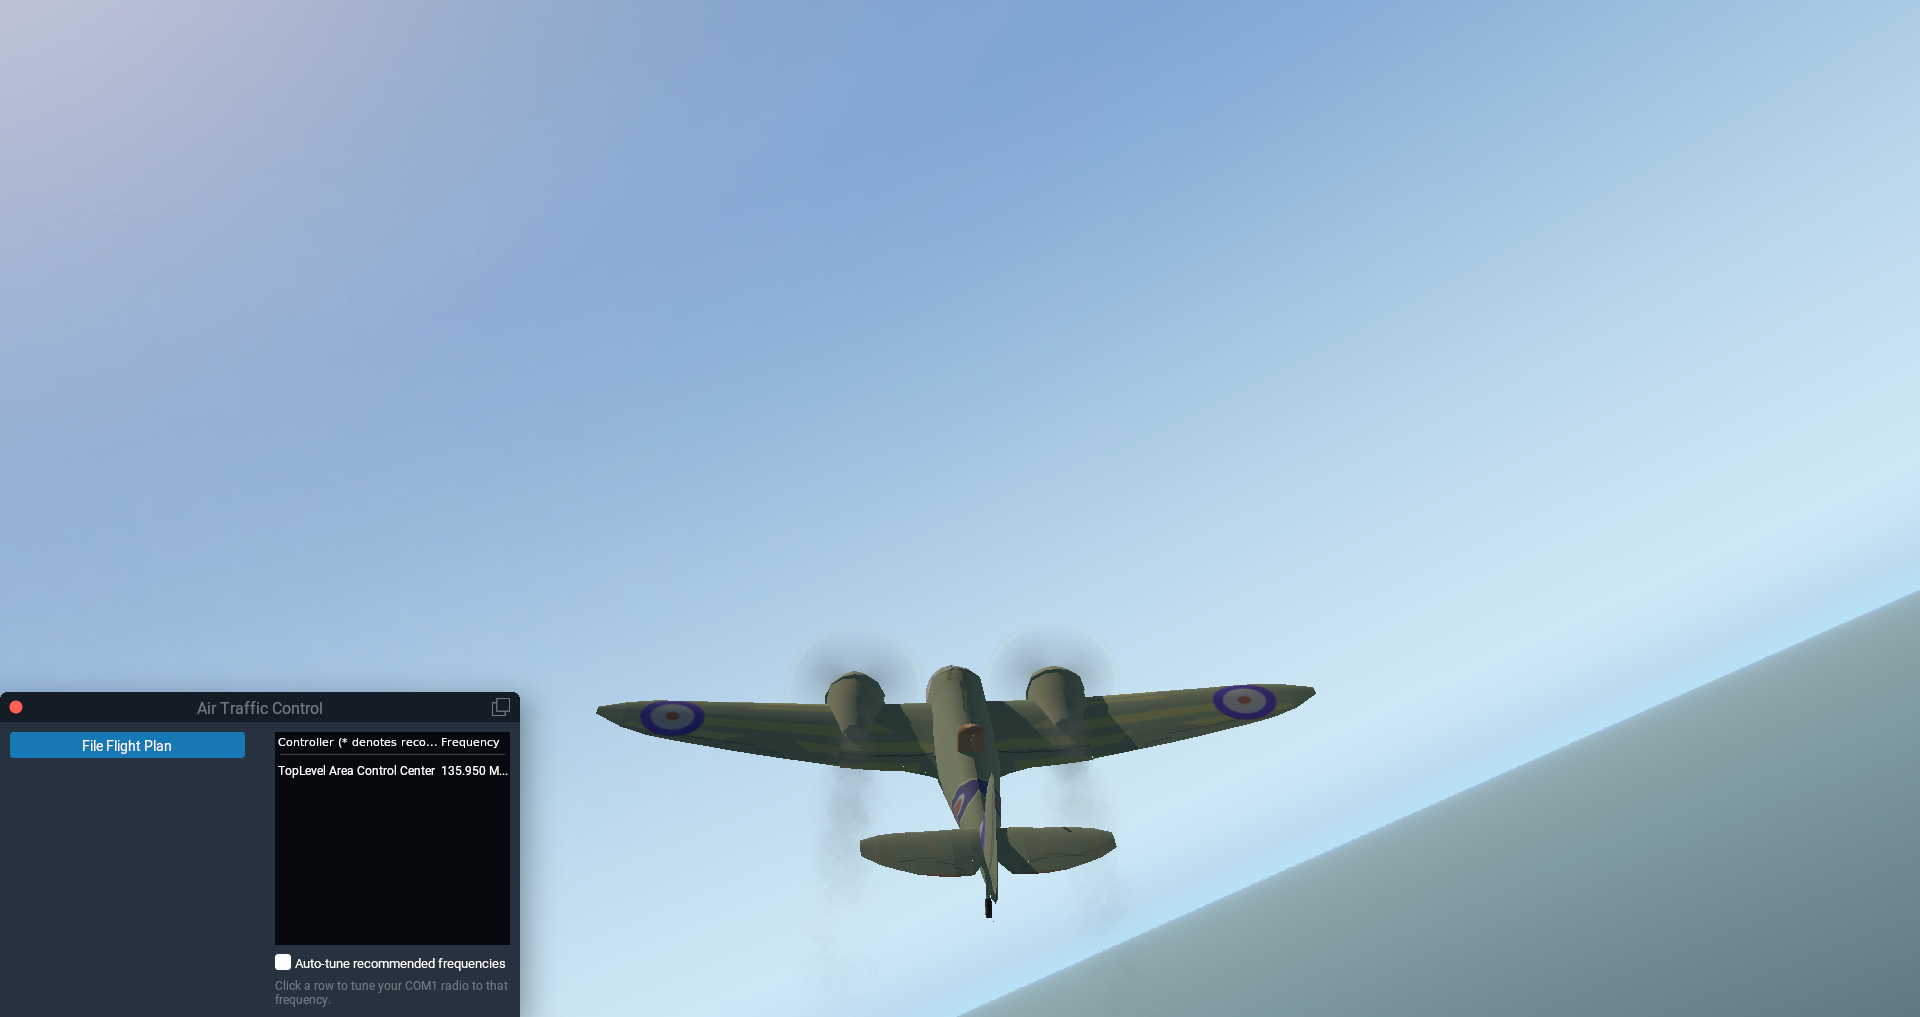 Air Traffic Control
File Flight Plan
Controller (* denotes reco... Frequency
TopLevel Area Control Center 135.950 M...
Auto-tune recommended frequencies
Click a row to tune your COM1 radio to that
frequency.